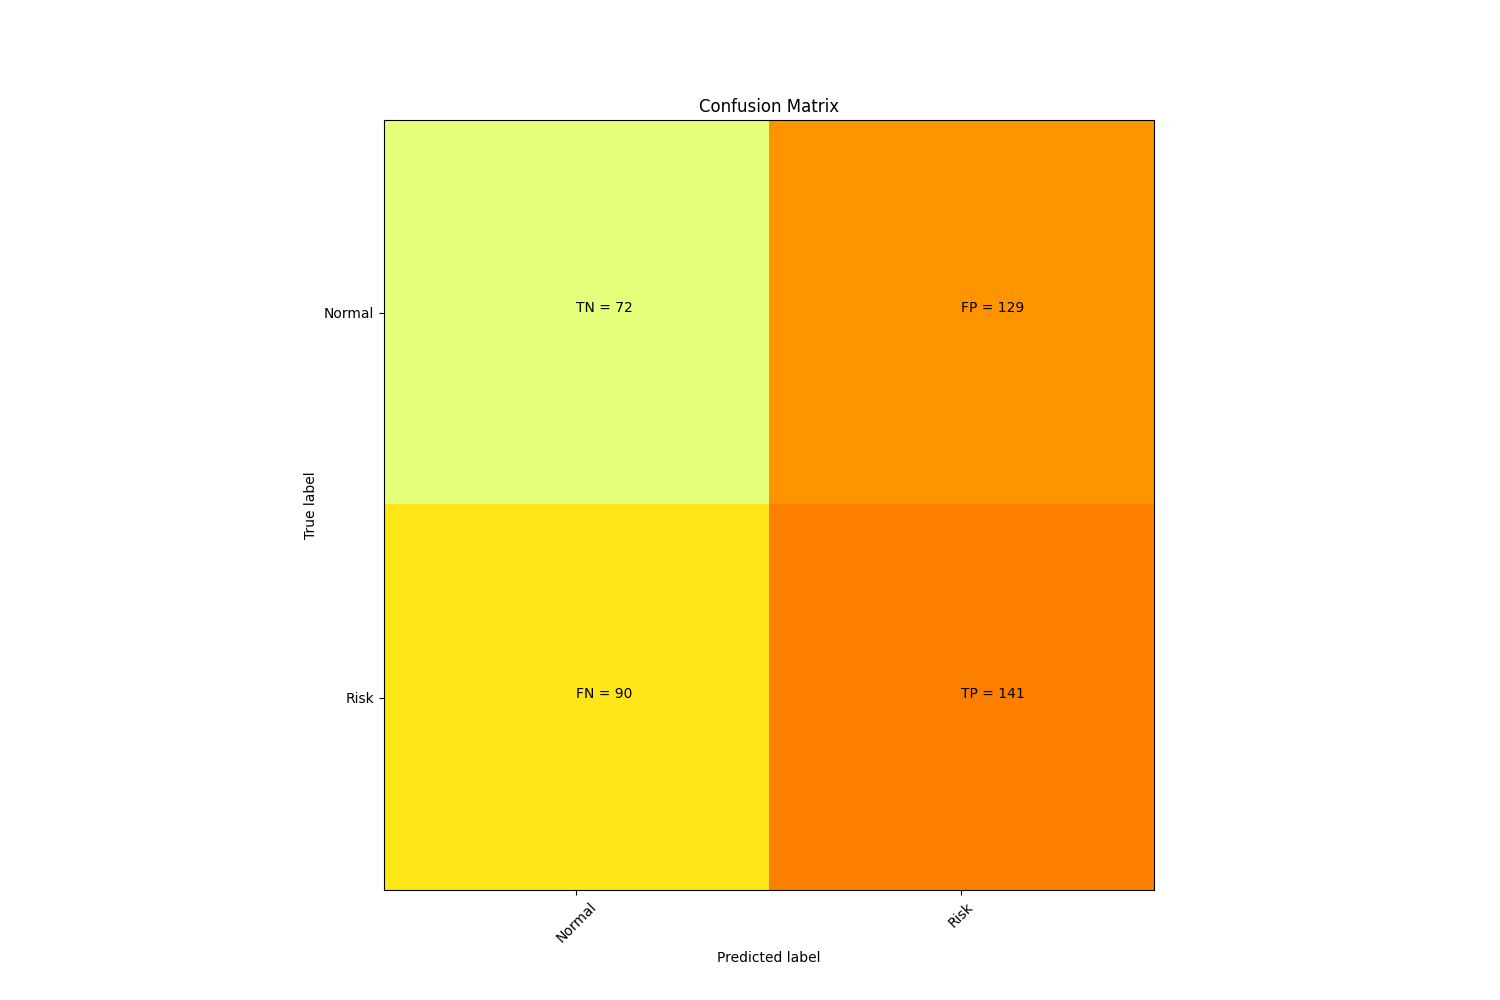 Confusion Matrix
Normal
TN = 72
FP = 129
True label
Risk
FN = 90
TP = 141
Normal
Risk
Predicted label